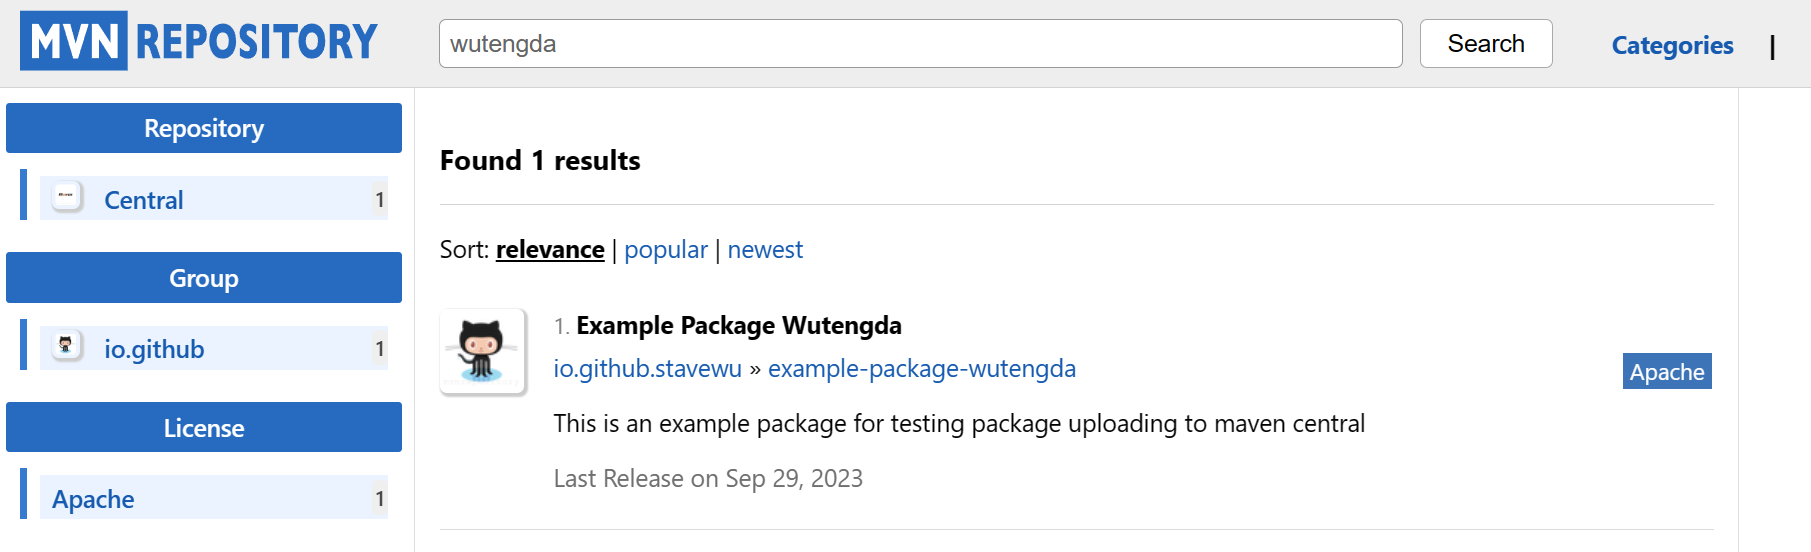 MVN REPOSITORY
wutengda
Search
Categories |
Repository
Central 1
Group
io.github 1
License
Apache 1
Found 1 results
Sort: relevance | popular | newest
1. Example Package Wutengda
io.github.stavewu » example-package-wutengda
Apache
This is an example package for testing package uploading to maven central
Last Release on Sep 29, 2023